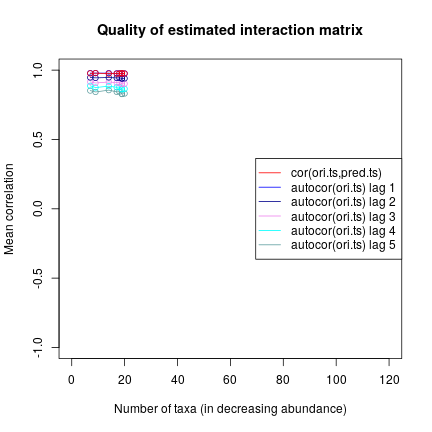 Quality of estimated interaction matrix
Mean correlation
1.0
0.5
0.0
-0.5
-1.0
cor(ori.ts,pred.ts)
autocor(ori.ts) lag 1
autocor(ori.ts) lag 2
autocor(ori.ts) lag 3
autocor(ori.ts) lag 4
autocor(ori.ts) lag 5
0 20 40 60 80 100 120
Number of taxa (in decreasing abundance)